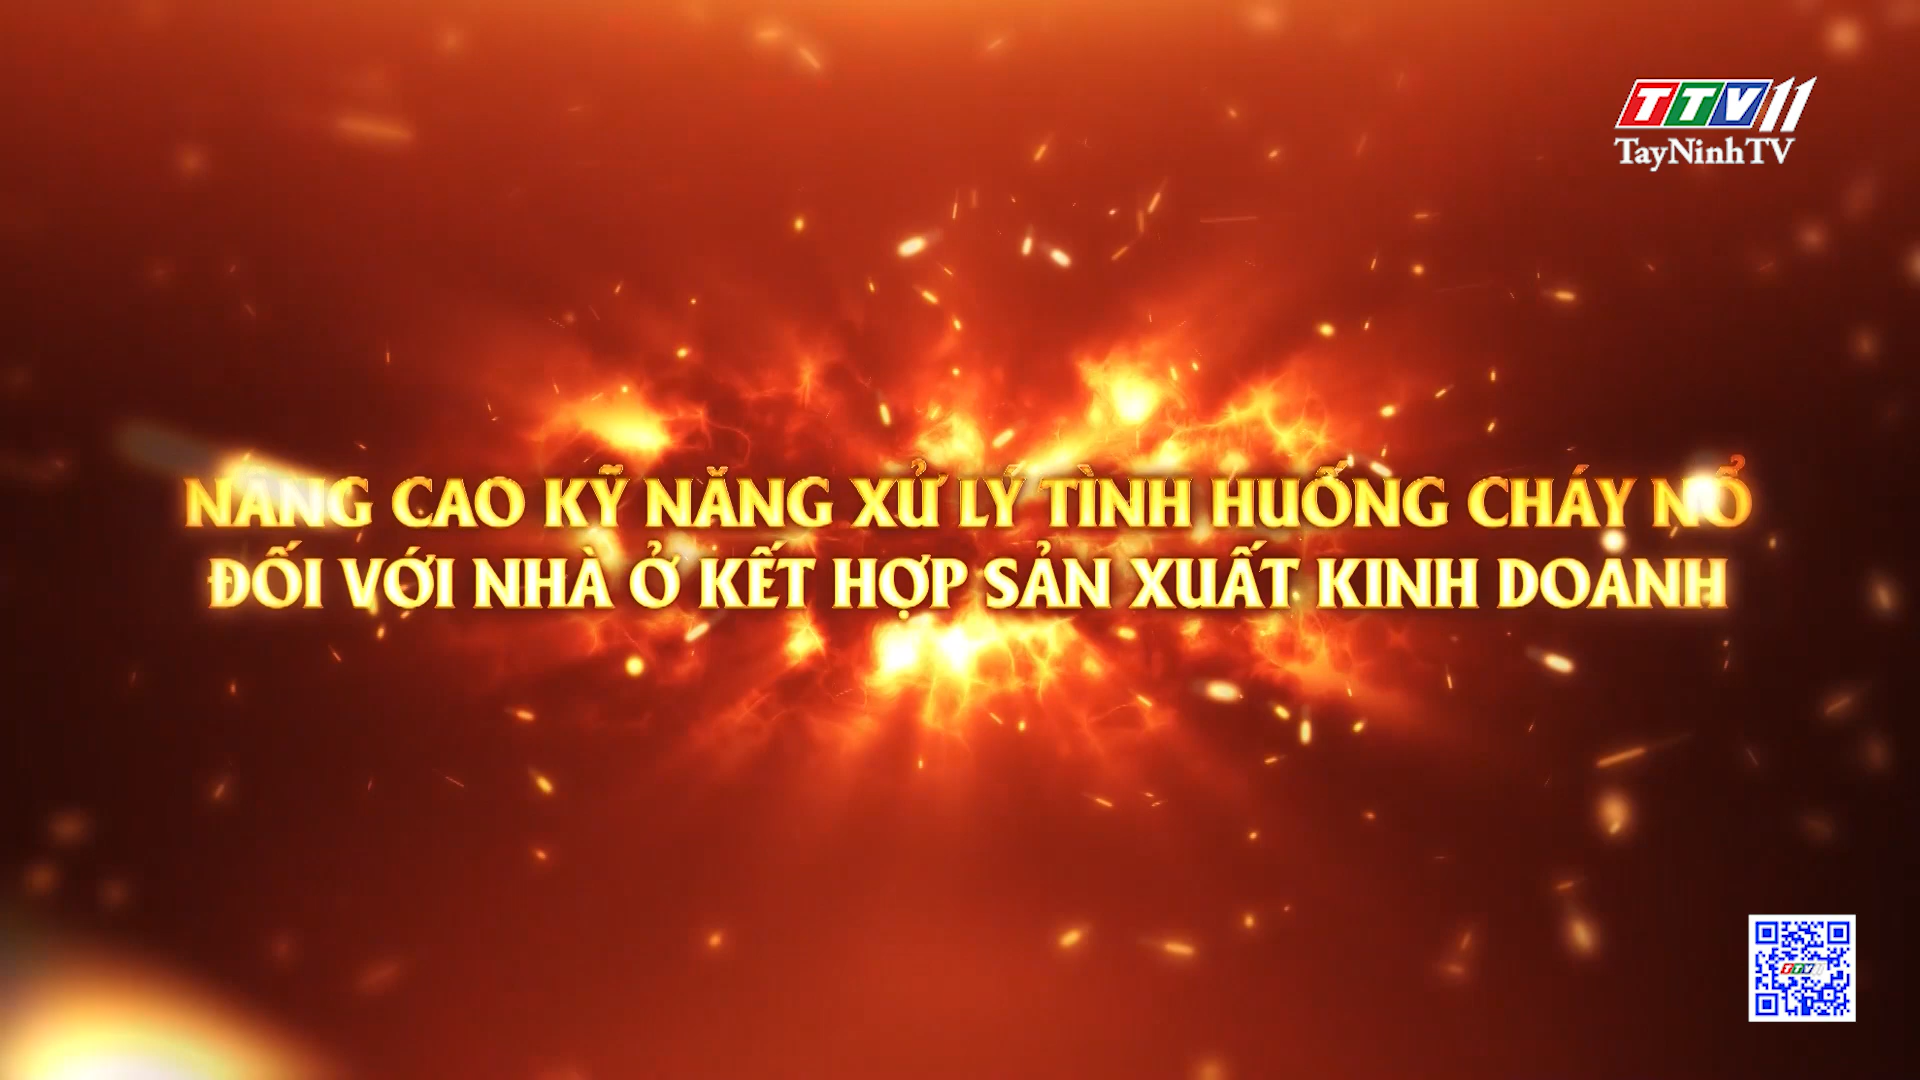 TTV11
TayNinhTV
NÂNG CAO KỸ NĂNG XỬ LÝ TÌNH HUỐNG CHÁY NỔ
ĐỐI VỚI NHÀ Ở KẾT HỢP SẢN XUẤT KINH DOANH
TTV11